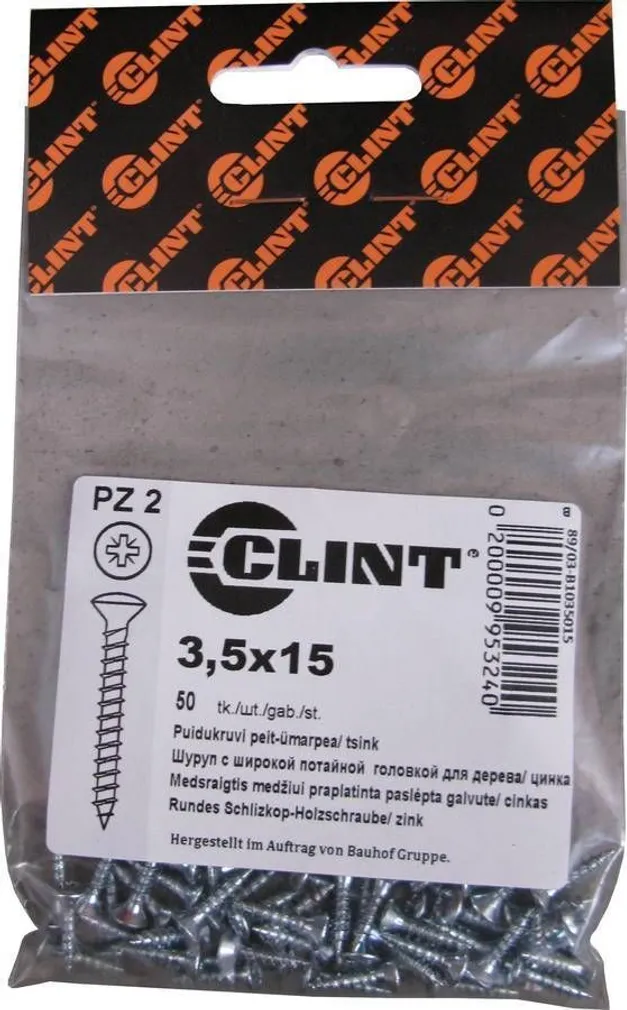 CLINT
PZ 2
CLINT
3,5x15
50 tk./шt./gab./st.
Puidukruvi peit-ümarpea/ tsink
Шуруп с широкой потайной головкой для дерева/ цинка
Medsraigtis medžiui praplatinta paslėpta galvute/ cinkas
Rundes Schlizkop-Holzschraube/ zink
Hergestellt im Auftrag von Bauhof Gruppe.
0 200009 953240
89/03-B1035015